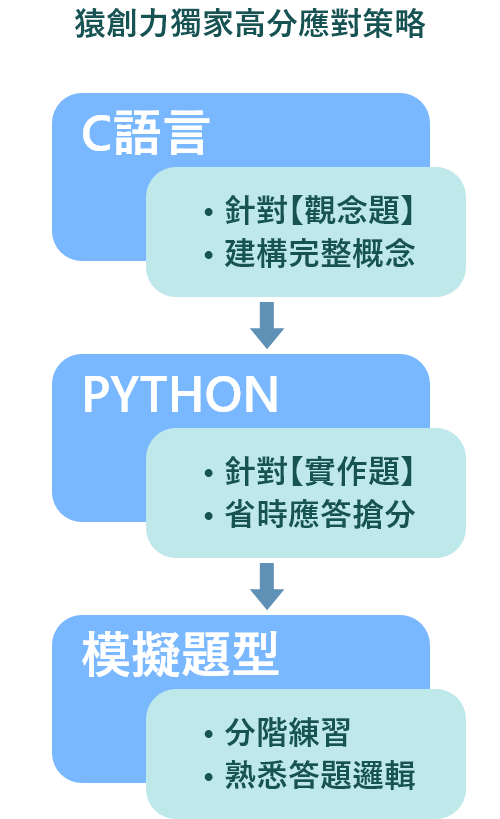 猿創力獨家高分應對策略
C語言
• 針對【觀念題】
• 建構完整概念
PYTHON
• 針對【實作題】
• 省時應答搶分
模擬題型
• 分階練習
• 熟悉答題邏輯